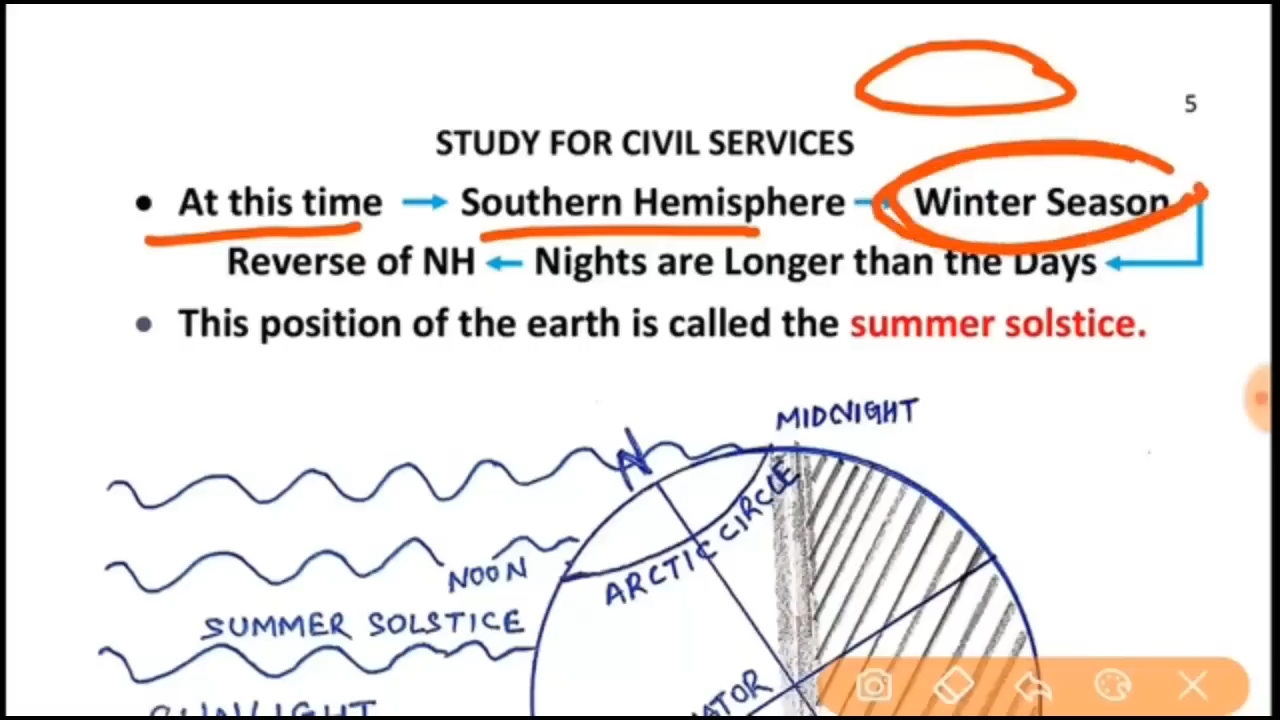 5
STUDY FOR CIVIL SERVICES
• At this time → Southern Hemisphere → Winter Season
Reverse of NH ← Nights are Longer than the Days
• This position of the earth is called the summer solstice.
MIDNIGHT
N
ARCTIC CIRCLE
NOON
SUMMER SOLSTICE
SUNLIGHT